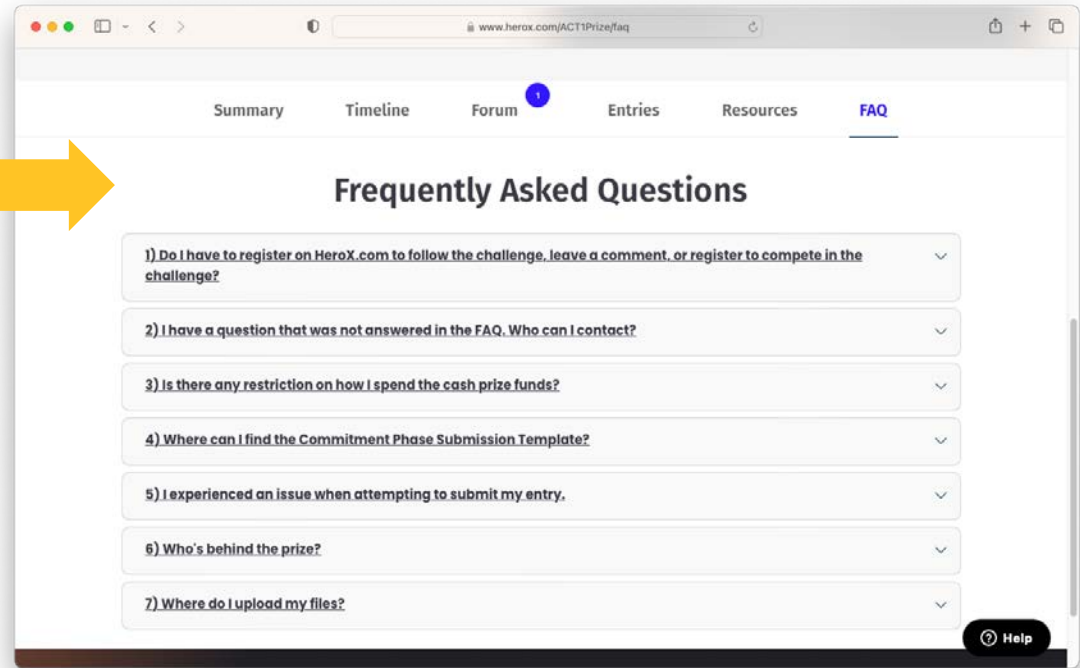 www.herox.com/ACT1Prize/faq
Summary Timeline Forum 1 Entries Resources FAQ
Frequently Asked Questions
1) Do I have to register on HeroX.com to follow the challenge, leave a comment, or register to compete in the
challenge?
2) I have a question that was not answered in the FAQ. Who can I contact?
3) Is there any restriction on how I spend the cash prize funds?
4) Where can I find the Commitment Phase Submission Template?
5) I experienced an issue when attempting to submit my entry.
6) Who's behind the prize?
7) Where do I upload my files?
? Help